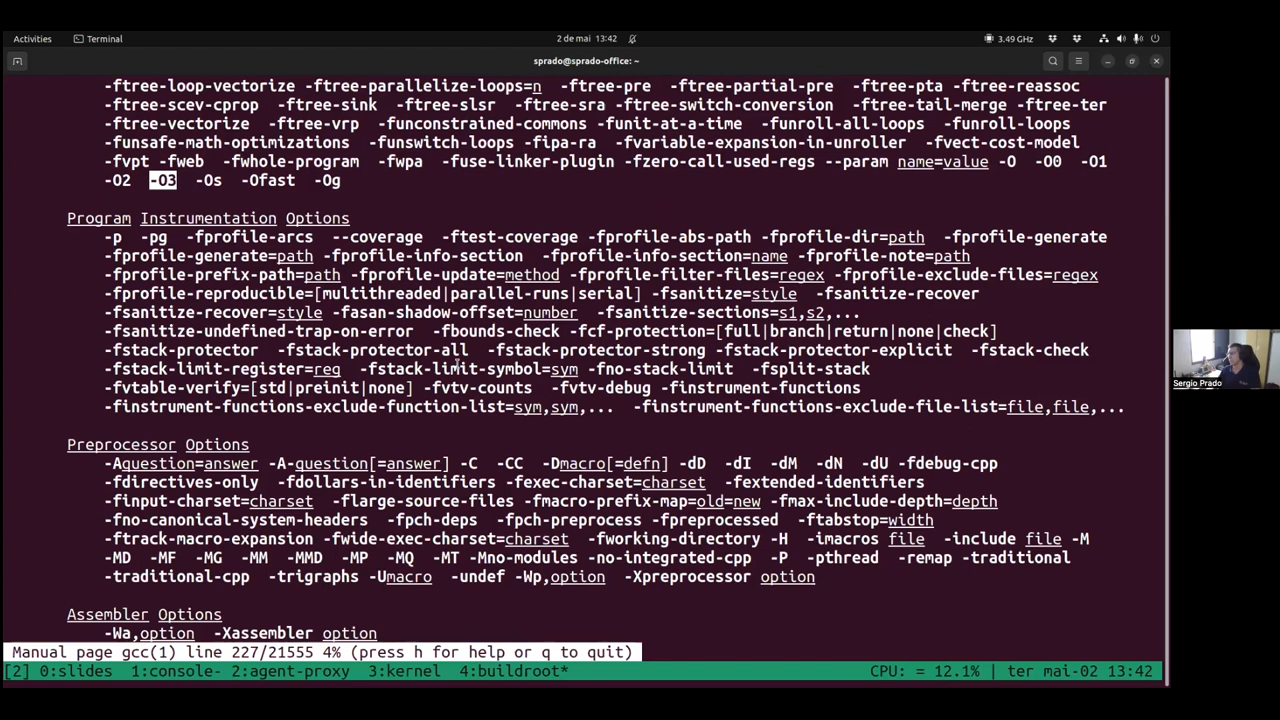 Activities Terminal 2 de mai 13:42 3.49 GHz
sprado@sprado-office: ~
-ftree-loop-vectorize -ftree-parallelize-loops=n -ftree-pre -ftree-partial-pre -ftree-pta -ftree-reassoc
-ftree-scev-cprop -ftree-sink -ftree-slsr -ftree-sra -ftree-switch-conversion -ftree-tail-merge -ftree-ter
-ftree-vectorize -ftree-vrp -funconstrained-commons -funit-at-a-time -funroll-all-loops -funroll-loops
-funsafe-math-optimizations -funswitch-loops -fipa-ra -fvariable-expansion-in-unroller -fvect-cost-model
-fvpt -fweb -fwhole-program -fwpa -fuse-linker-plugin -fzero-call-used-regs --param name=value -O -O0 -O1
-O2 -O3 -Os -Ofast -Og
Program Instrumentation Options
-p -pg -fprofile-arcs --coverage -ftest-coverage -fprofile-abs-path -fprofile-dir=path -fprofile-generate
-fprofile-generate=path -fprofile-info-section -fprofile-info-section=name -fprofile-note=path
-fprofile-prefix-path=path -fprofile-update=method -fprofile-filter-files=regex -fprofile-exclude-files=regex
-fprofile-reproducible=[multithreaded|parallel-runs|serial] -fsanitize=style -fsanitize-recover
-fsanitize-recover=style -fasan-shadow-offset=number -fsanitize-sections=s1,s2,...
-fsanitize-undefined-trap-on-error -fbounds-check -fcf-protection=[full|branch|return|none|check]
-fstack-protector -fstack-protector-all -fstack-protector-strong -fstack-protector-explicit -fstack-check
-fstack-limit-register=reg -fstack-limit-symbol=sym -fno-stack-limit -fsplit-stack
-fvtable-verify=[std|preinit|none] -fvtv-counts -fvtv-debug -finstrument-functions
-finstrument-functions-exclude-function-list=sym,sym,... -finstrument-functions-exclude-file-list=file,file,...
Preprocessor Options
-Aquestion=answer -A-question[=answer] -C -CC -Dmacro[=defn] -dD -dI -dM -dN -dU -fdebug-cpp
-fdirectives-only -fdollars-in-identifiers -fexec-charset=charset -fextended-identifiers
-finput-charset=charset -flarge-source-files -fmacro-prefix-map=old=new -fmax-include-depth=depth
-fno-canonical-system-headers -fpch-deps -fpch-preprocess -fpreprocessed -ftabstop=width
-ftrack-macro-expansion -fwide-exec-charset=charset -fworking-directory -H -imacros file -include file -M
-MD -MF -MG -MM -MMD -MP -MQ -MT -Mno-modules -no-integrated-cpp -P -pthread -remap -traditional
-traditional-cpp -trigraphs -Umacro -undef -Wp,option -Xpreprocessor option
Assembler Options
-Wa,option -Xassembler option
Manual page gcc(1) line 227/21555 4% (press h for help or q to quit)
[2] 0:slides 1:console- 2:agent-proxy 3:kernel 4:buildroot* CPU: = 12.1% | ter mai-02 13:42
Sergio Prado